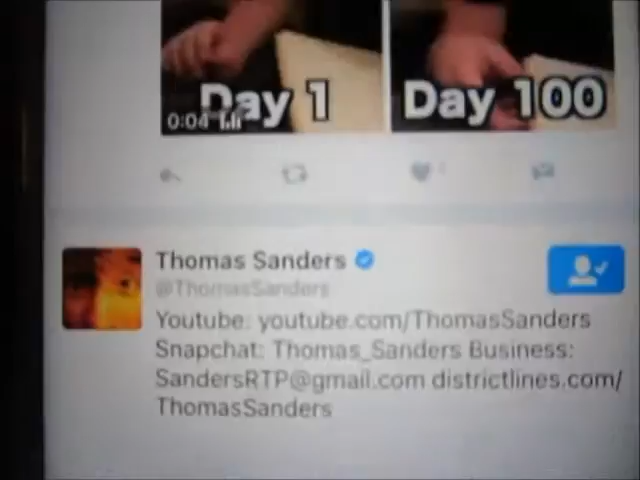 Day 1 Day 100
0:04
Thomas Sanders
@ThomasSanders
Youtube: youtube.com/ThomasSanders
Snapchat: Thomas_Sanders Business:
SandersRTP@gmail.com districtlines.com/
ThomasSanders